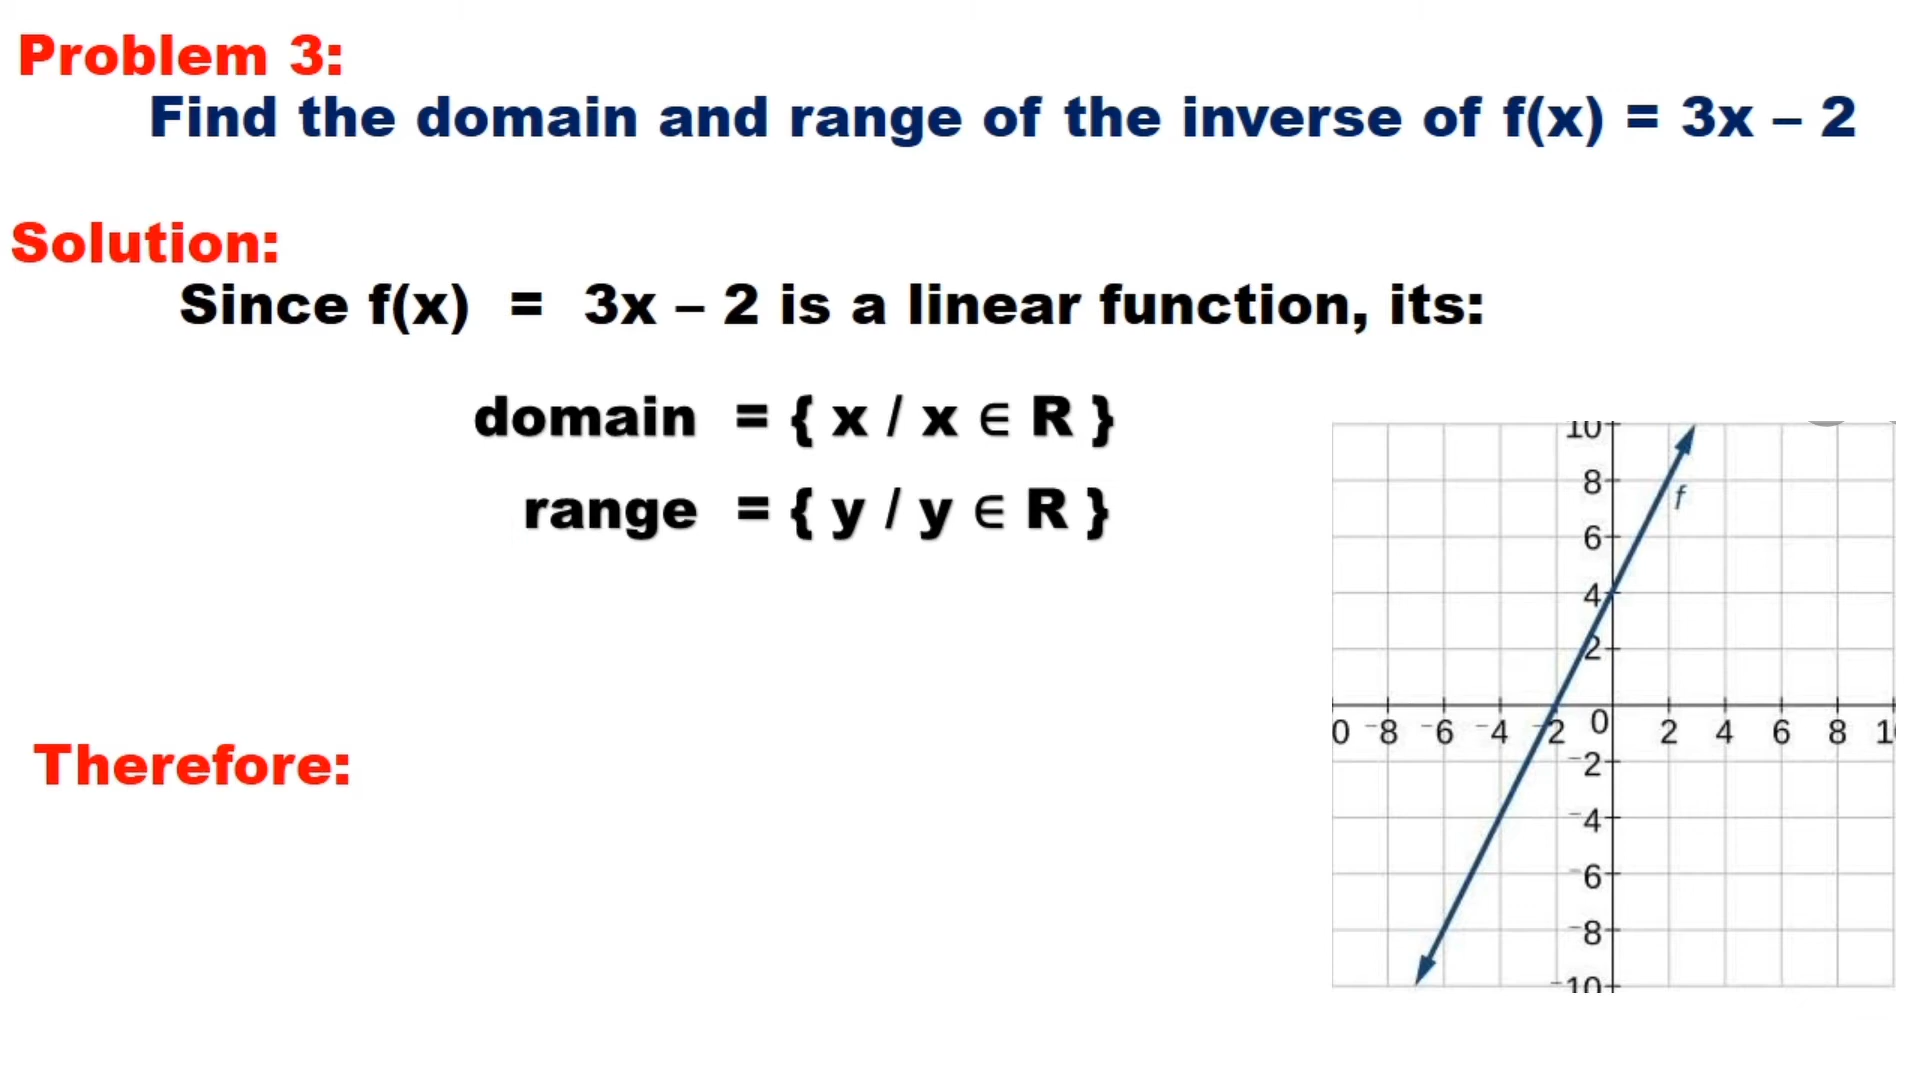 Problem 3:
Find the domain and range of the inverse of f(x) = 3x – 2
Solution:
Since f(x) = 3x – 2 is a linear function, its:
domain = { x / x ∈ R }
range = { y / y ∈ R }
Therefore:
10
8
f
6
4
2
0 -8 -6 -4 -2 0 2 4 6 8 1
-2
-4
-6
-8
-10